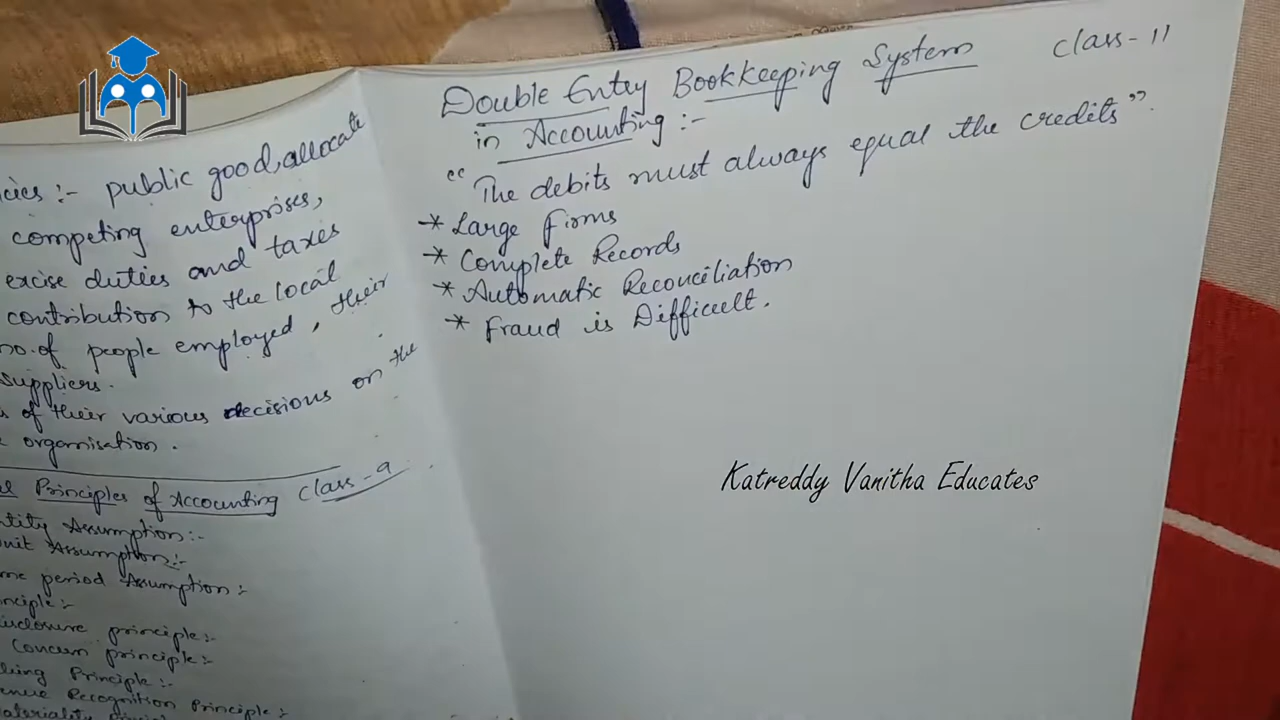 public good, allocate
competing enterprises,
excise duties and taxes
contribution to the local
no. of people employed, their
suppliers.
of their various decisions on the
organisation.
Principles of Accounting Class-9
Assumption:-
Assumption:-
period Assumption:-
principle:-
Concern principle:-
Principle:-
Recognition Principle:-
Double Entry Bookkeeping System Class-11
in Accounting:-
"The debits must always equal the credits".
* Large Firms
* Complete Records
* Automatic Reconciliation
* Fraud is Difficult.
Katreddy Vanitha Educates